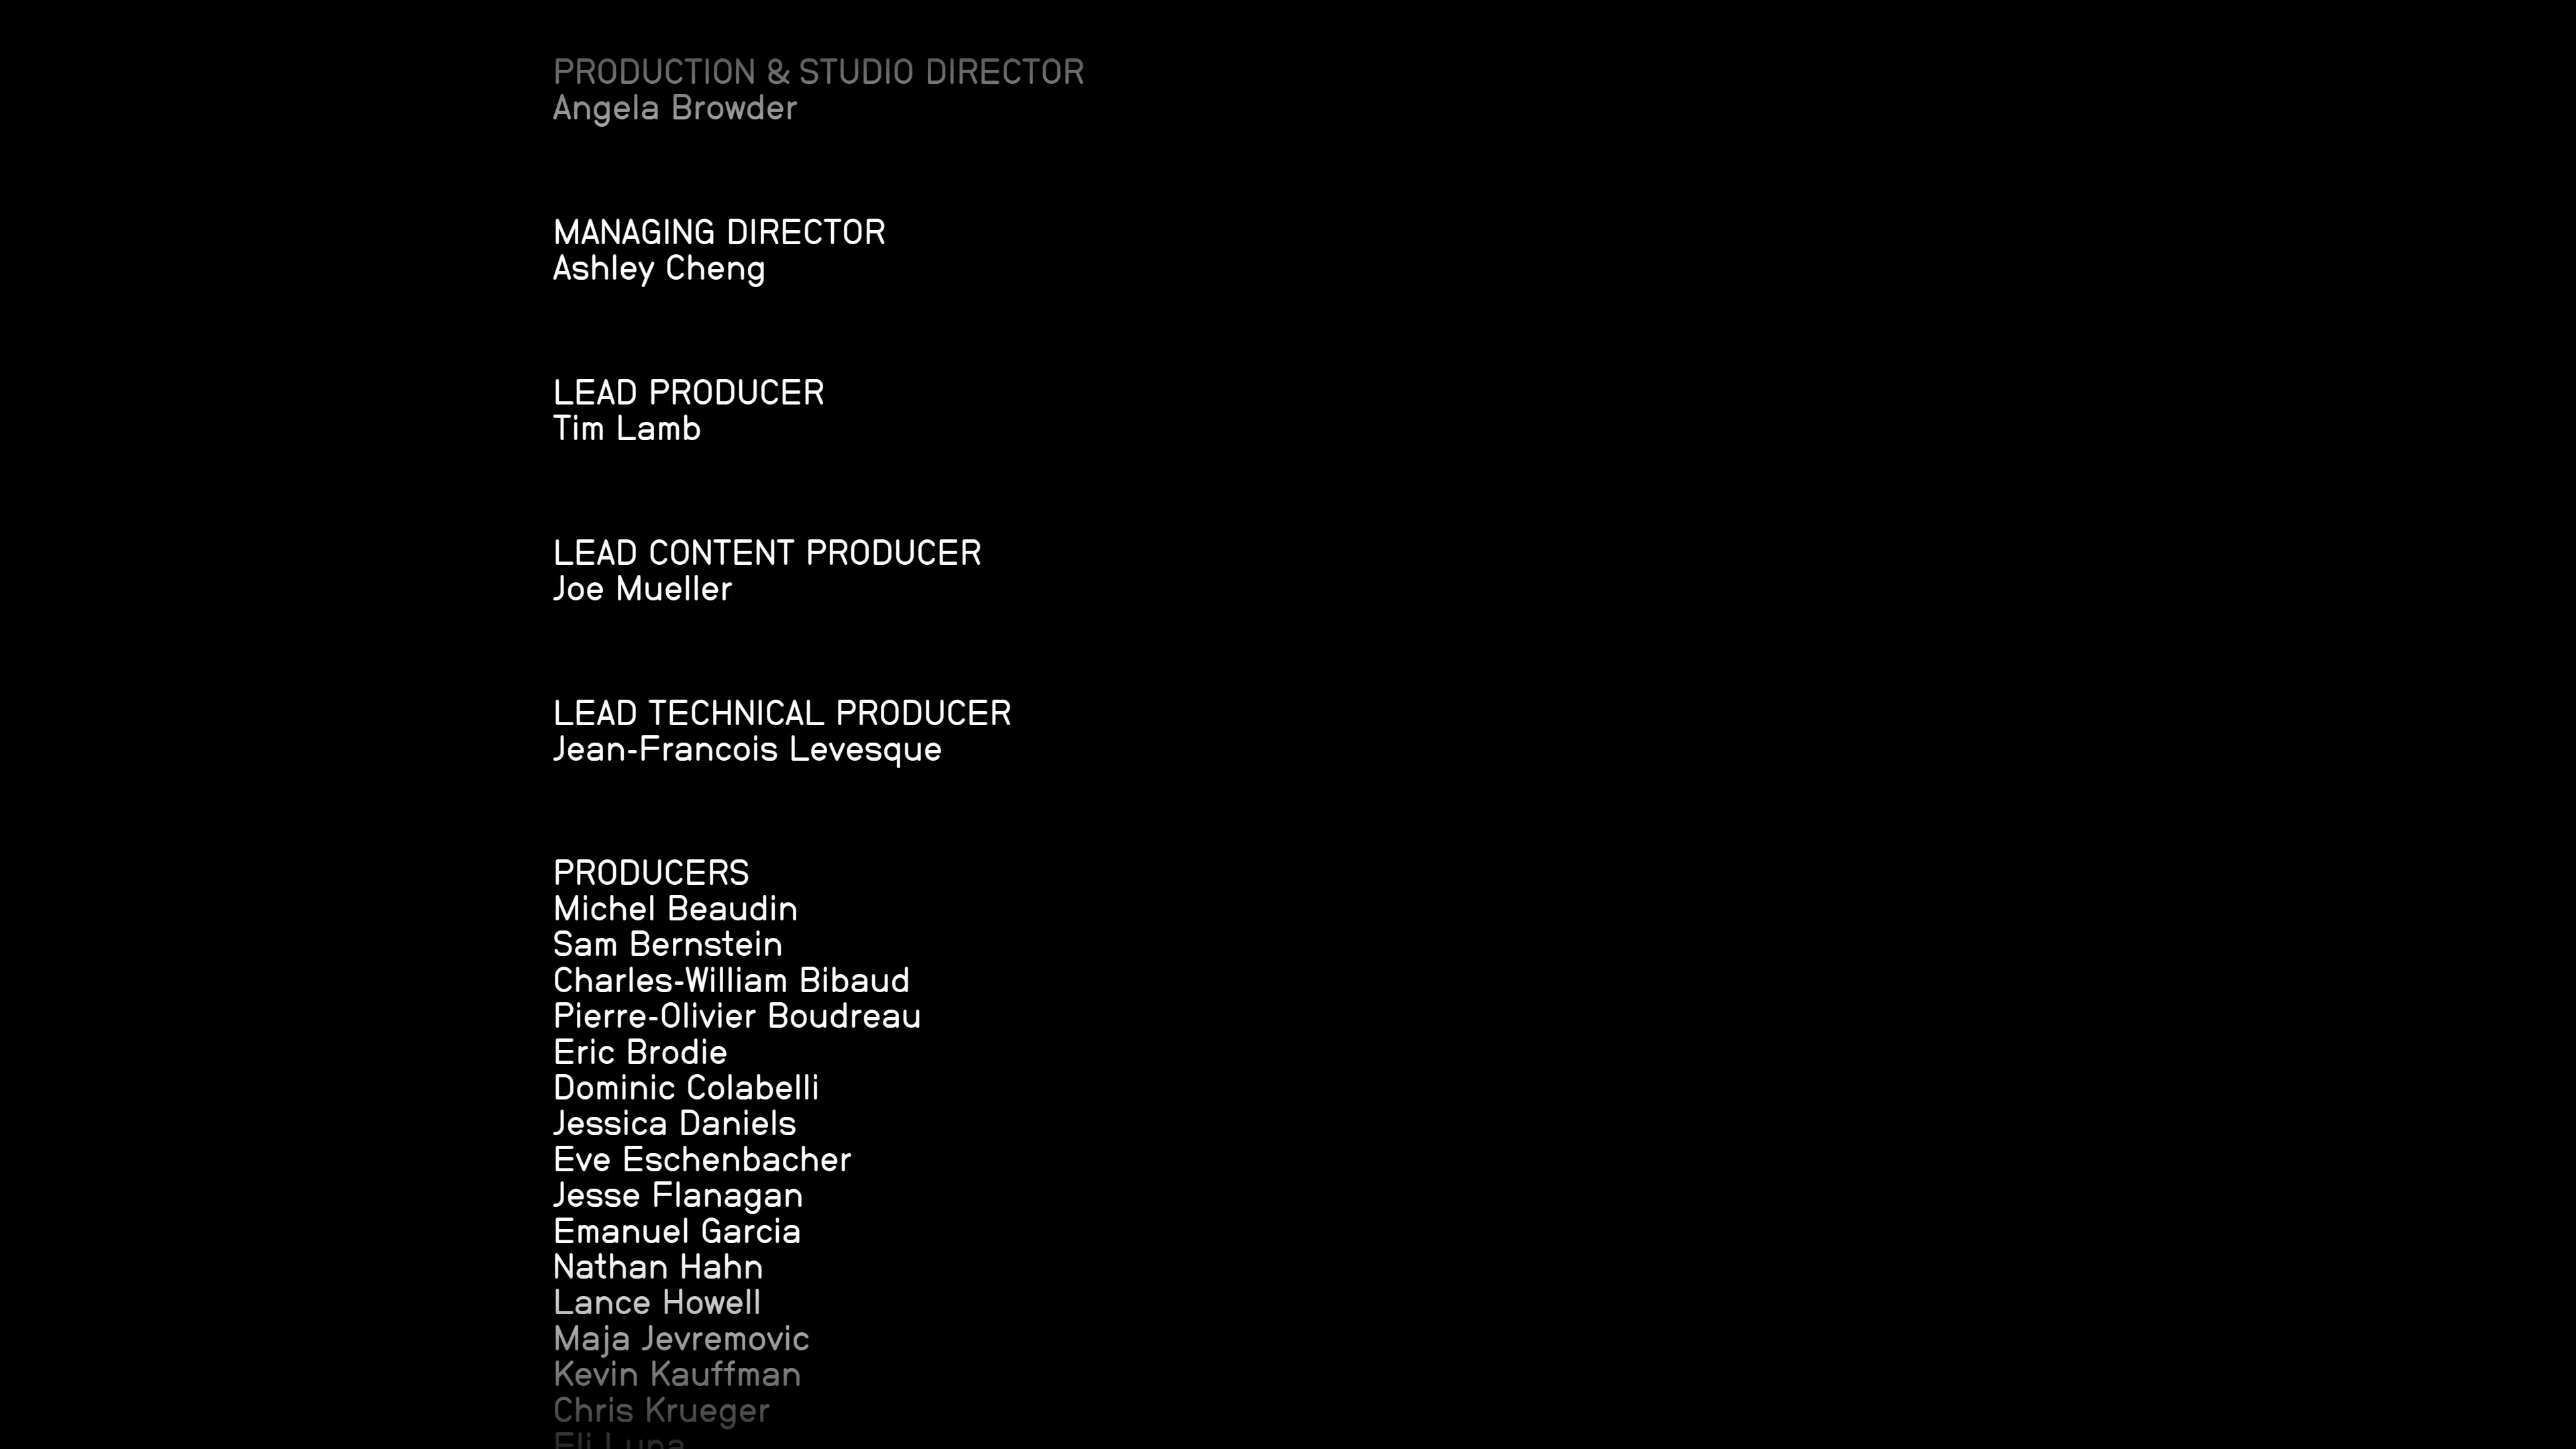 PRODUCTION & STUDIO DIRECTOR
Angela Browder
MANAGING DIRECTOR
Ashley Cheng
LEAD PRODUCER
Tim Lamb
LEAD CONTENT PRODUCER
Joe Mueller
LEAD TECHNICAL PRODUCER
Jean-Francois Levesque
PRODUCERS
Michel Beaudin
Sam Bernstein
Charles-William Bibaud
Pierre-Olivier Boudreau
Eric Brodie
Dominic Colabelli
Jessica Daniels
Eve Eschenbacher
Jesse Flanagan
Emanuel Garcia
Nathan Hahn
Lance Howell
Maja Jevremovic
Kevin Kauffman
Chris Krueger
Eli